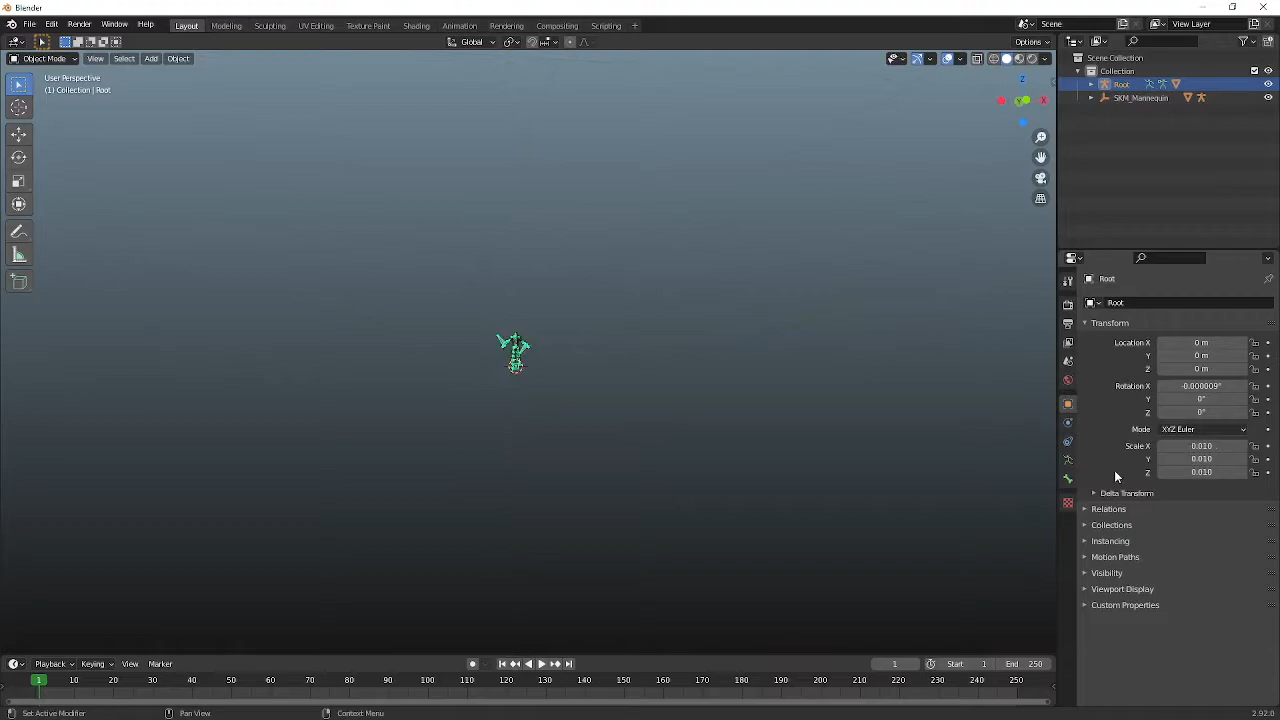 Blender
File Edit Render Window Help Layout Modeling Sculpting UV Editing Texture Paint Shading Animation Rendering Compositing Scripting + Scene View Layer
Global Options
Object Mode View Select Add Object
User Perspective
(1) Collection | Root
Z
Y X
Scene Collection
Collection
Root
SKM_Mannequin
Root
Root
Transform
Location X 0 m
Y 0 m
Z 0 m
Rotation X -0.000009°
Y 0°
Z 0°
Mode XYZ Euler
Scale X 0.010
Y 0.010
Z 0.010
Delta Transform
Relations
Collections
Instancing
Motion Paths
Visibility
Viewport Display
Custom Properties
Playback Keying View Marker 1 Start 1 End 250
1 10 20 30 40 50 60 70 80 90 100 110 120 130 140 150 160 170 180 190 200 210 220 230 240 250
Set Active Modifier Pan View Context Menu 2.92.0